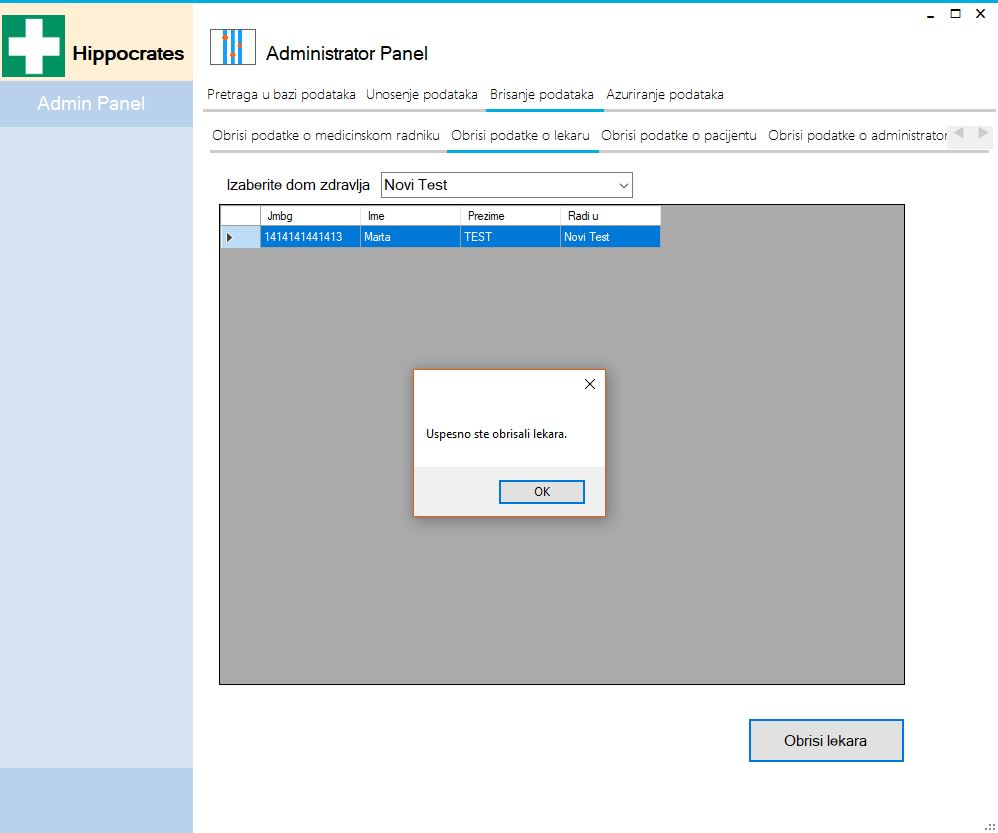 Hippocrates
Administrator Panel
Admin Panel
Pretraga u bazi podataka Unosenje podataka Brisanje podataka Azuriranje podataka
Obrisi podatke o medicinskom radniku Obrisi podatke o lekaru Obrisi podatke o pacijentu Obrisi podatke o administrator
Izaberite dom zdravlja Novi Test
Jmbg Ime Prezime Radi u
1414141441413 Marta TEST Novi Test
Uspesno ste obrisali lekara.
OK
Obrisi lekara